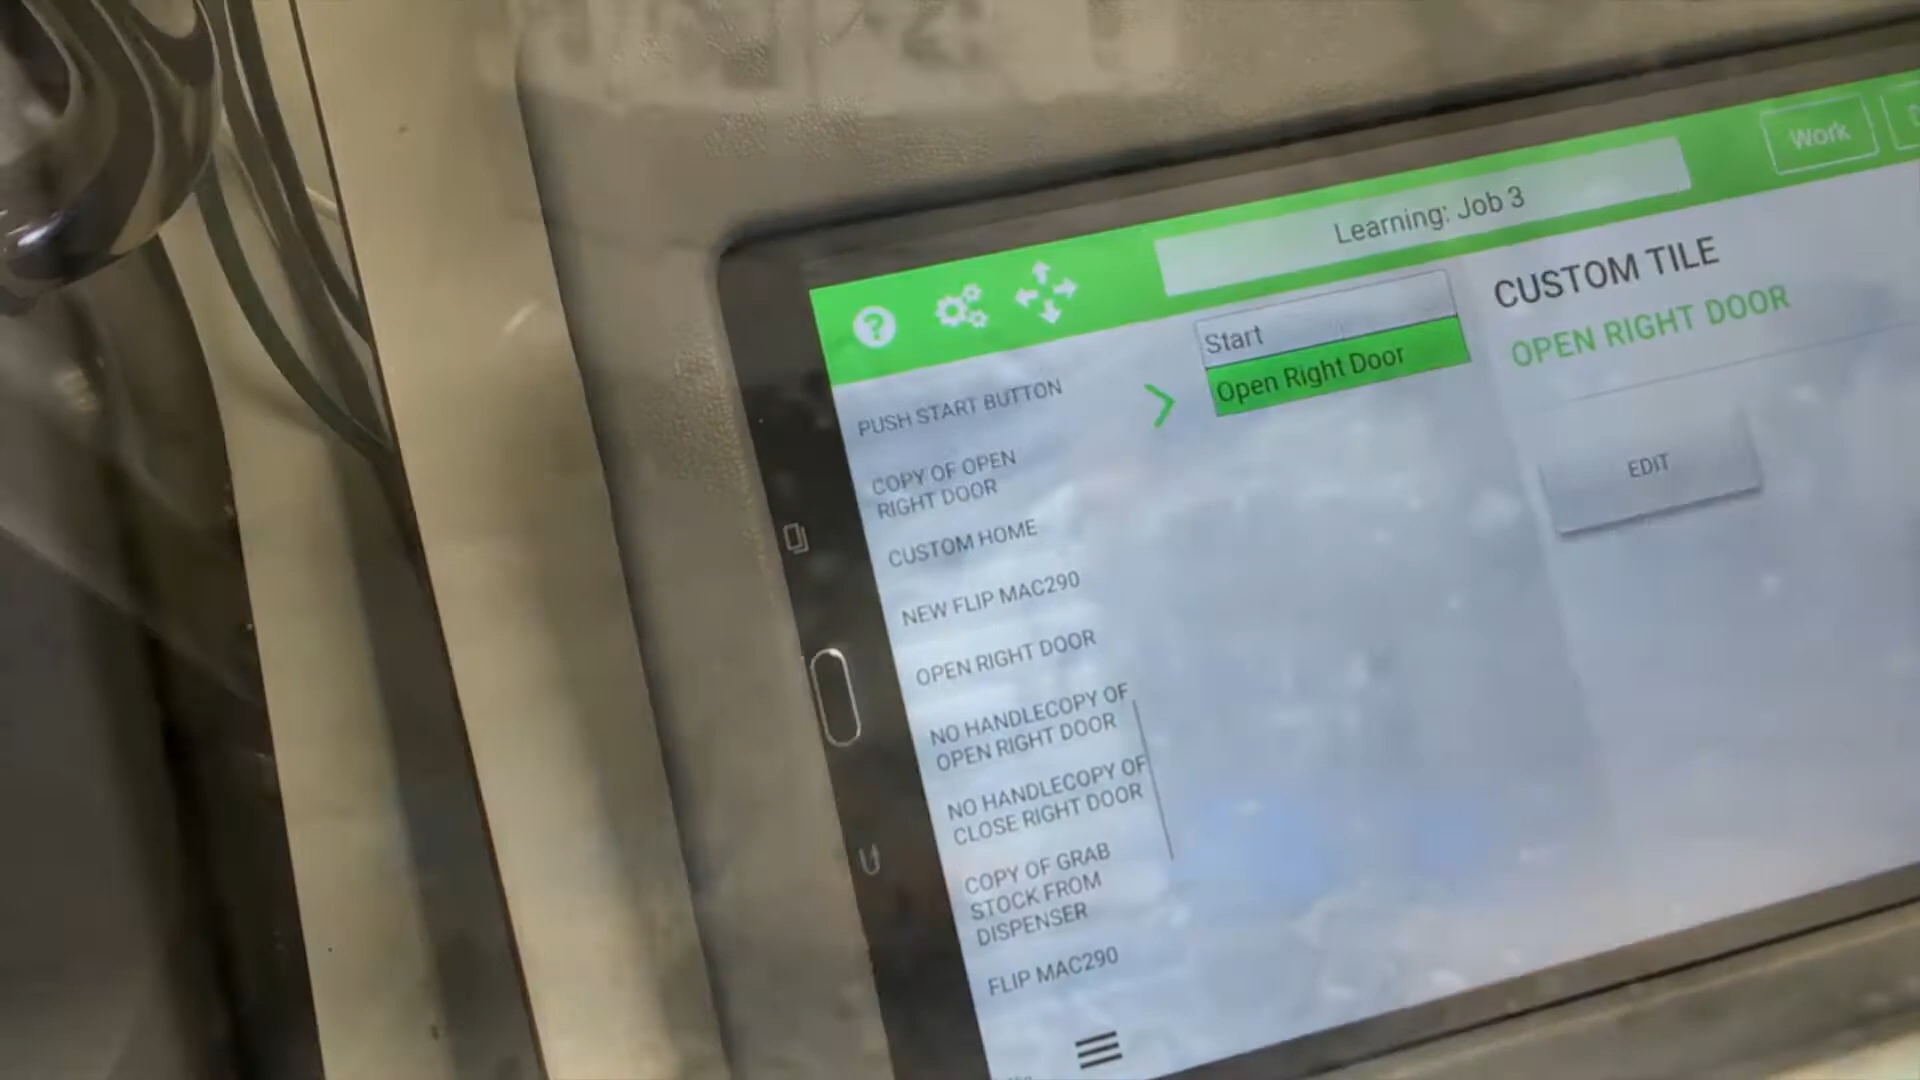 Work
Learning: Job 3
?
PUSH START BUTTON
COPY OF OPEN
RIGHT DOOR
CUSTOM HOME
NEW FLIP MAC290
OPEN RIGHT DOOR
NO HANDLECOPY OF
OPEN RIGHT DOOR
NO HANDLECOPY OF
CLOSE RIGHT DOOR
COPY OF GRAB
STOCK FROM
DISPENSER
FLIP MAC290
Start
Open Right Door
CUSTOM TILE
OPEN RIGHT DOOR
EDIT